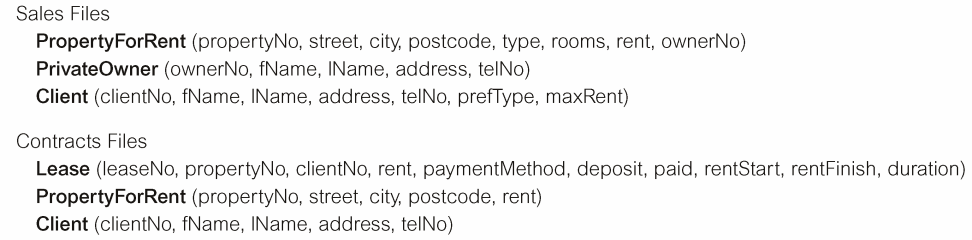 Sales Files
PropertyForRent (propertyNo, street, city, postcode, type, rooms, rent, ownerNo)
PrivateOwner (ownerNo, fName, lName, address, telNo)
Client (clientNo, fName, lName, address, telNo, prefType, maxRent)
Contracts Files
Lease (leaseNo, propertyNo, clientNo, rent, paymentMethod, deposit, paid, rentStart, rentFinish, duration)
PropertyForRent (propertyNo, street, city, postcode, rent)
Client (clientNo, fName, lName, address, telNo)